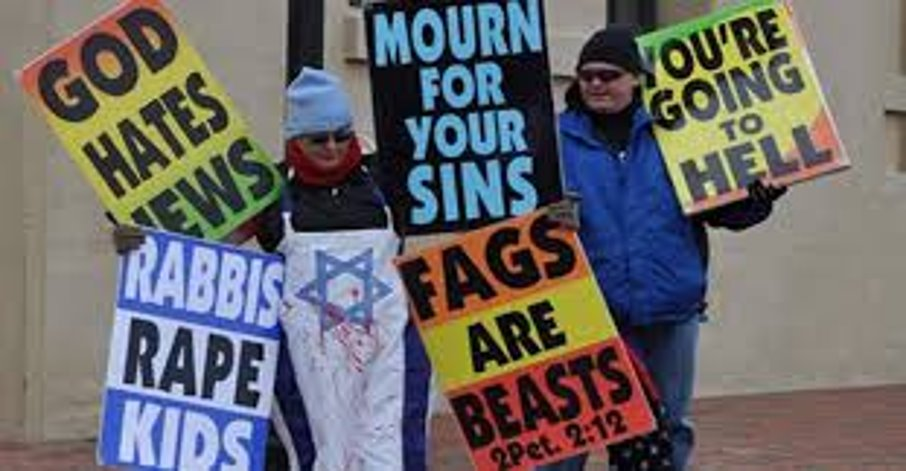 GOD
HATES
JEWS
MOURN
FOR
YOUR
SINS
YOU'RE
GOING
TO
HELL
RABBIS
RAPE
KIDS
FAGS
ARE
BEASTS
2Pet. 2:12